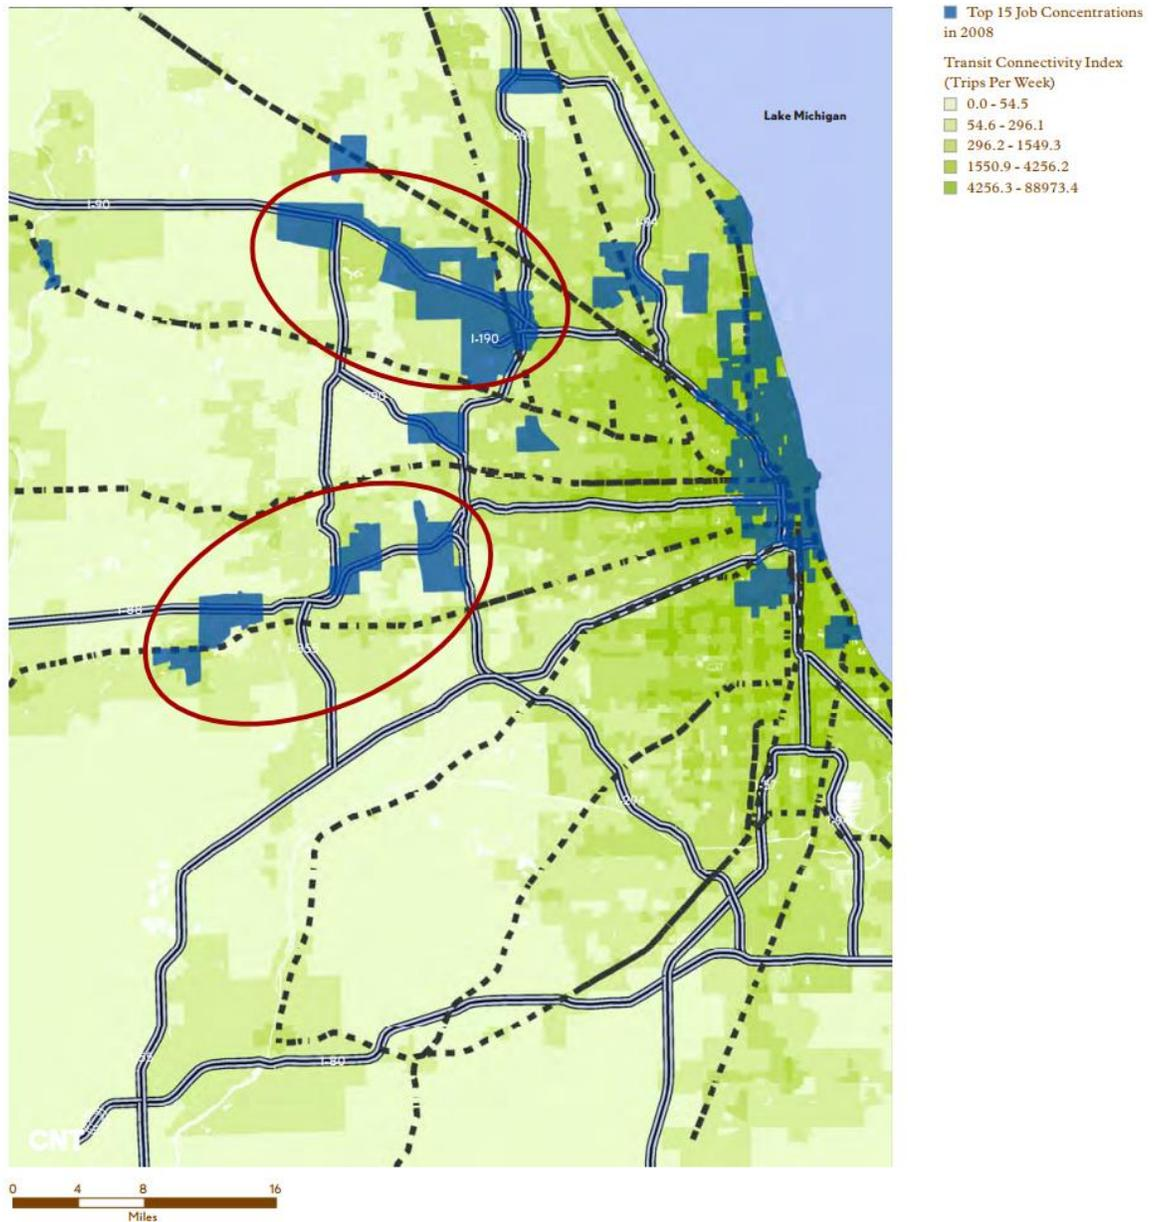 Top 15 Job Concentrations
in 2008
Transit Connectivity Index
(Trips Per Week)
0.0 - 54.5
54.6 - 296.1
296.2 - 1549.3
1550.9 - 4256.2
4256.3 - 88973.4
Lake Michigan
I-90
I-190
I-88
I-80
CNT
0 4 8 16
Miles